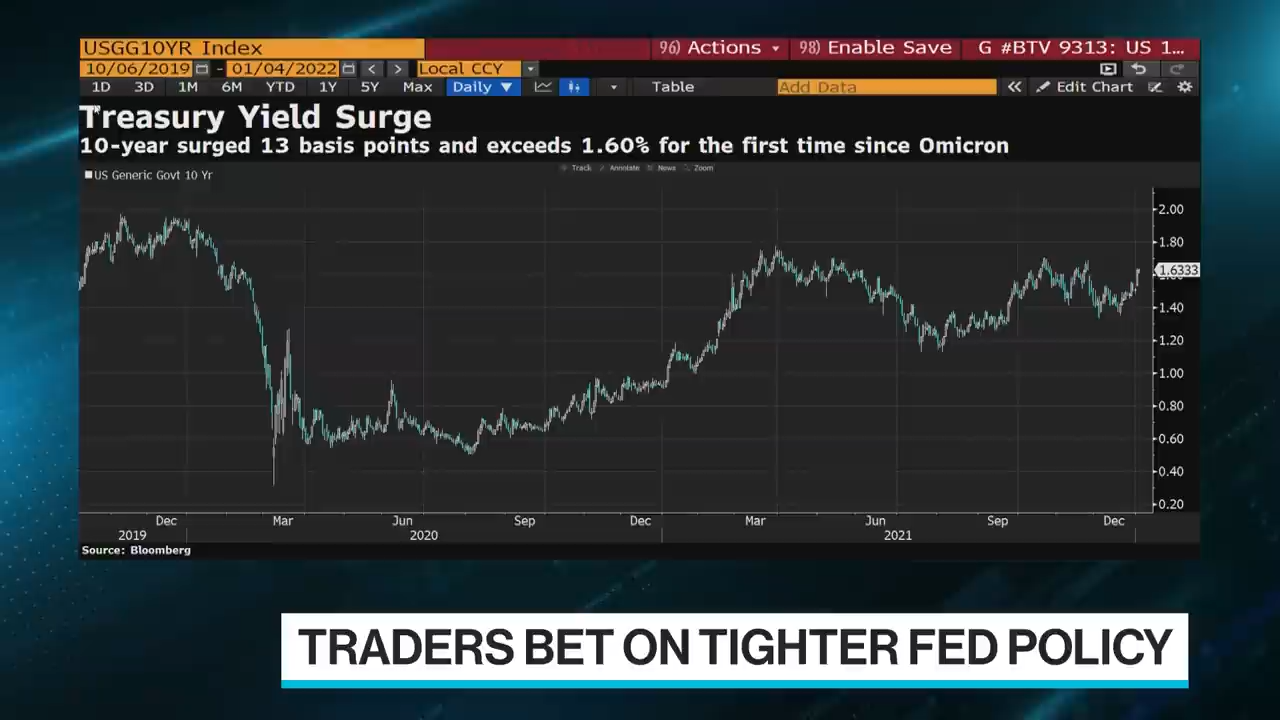 USGG10YR Index 96) Actions 98) Enable Save G #BTV 9313: US 1...
10/06/2019 - 01/04/2022 < > Local CCY
1D 3D 1M 6M YTD 1Y 5Y Max Daily Table Add Data « Edit Chart
Treasury Yield Surge
10-year surged 13 basis points and exceeds 1.60% for the first time since Omicron
Track Annotate News Zoom
US Generic Govt 10 Yr
2.00
1.80
1.6333
1.40
1.20
1.00
0.80
0.60
0.40
0.20
Dec Mar Jun Sep Dec Mar Jun Sep Dec
2019 2020 2021
Source: Bloomberg
TRADERS BET ON TIGHTER FED POLICY